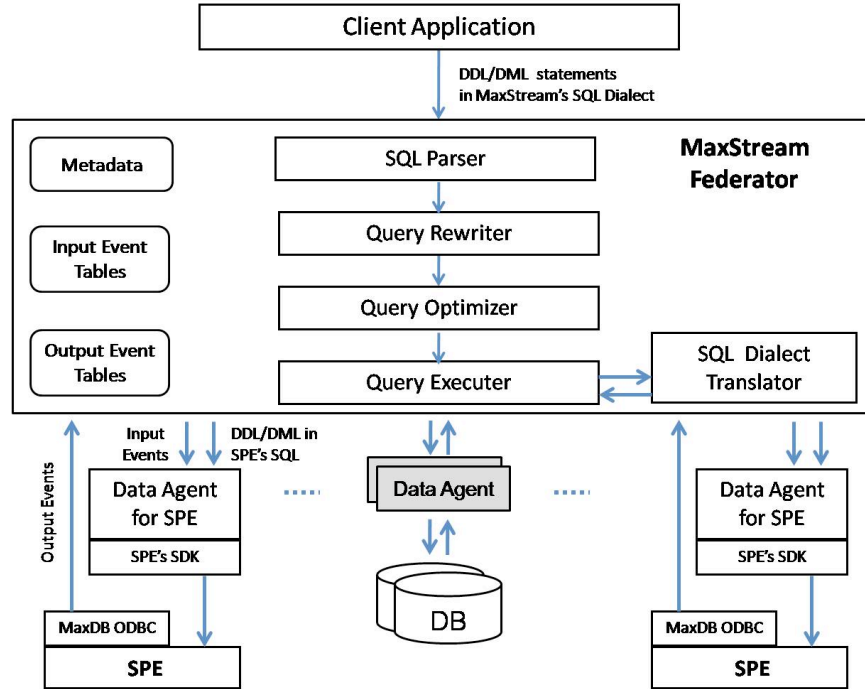 Client Application
DDL/DML statements
in MaxStream's SQL Dialect
MaxStream
Federator
Metadata
SQL Parser
Input Event
Tables
Query Rewriter
Query Optimizer
Output Event
Tables
Query Executer
SQL Dialect
Translator
Output Events
Input
Events
DDL/DML in
SPE's SQL
Data Agent
for SPE
SPE's SDK
MaxDB ODBC
SPE
Data Agent
DB
Output Events
Data Agent
for SPE
SPE's SDK
MaxDB ODBC
SPE